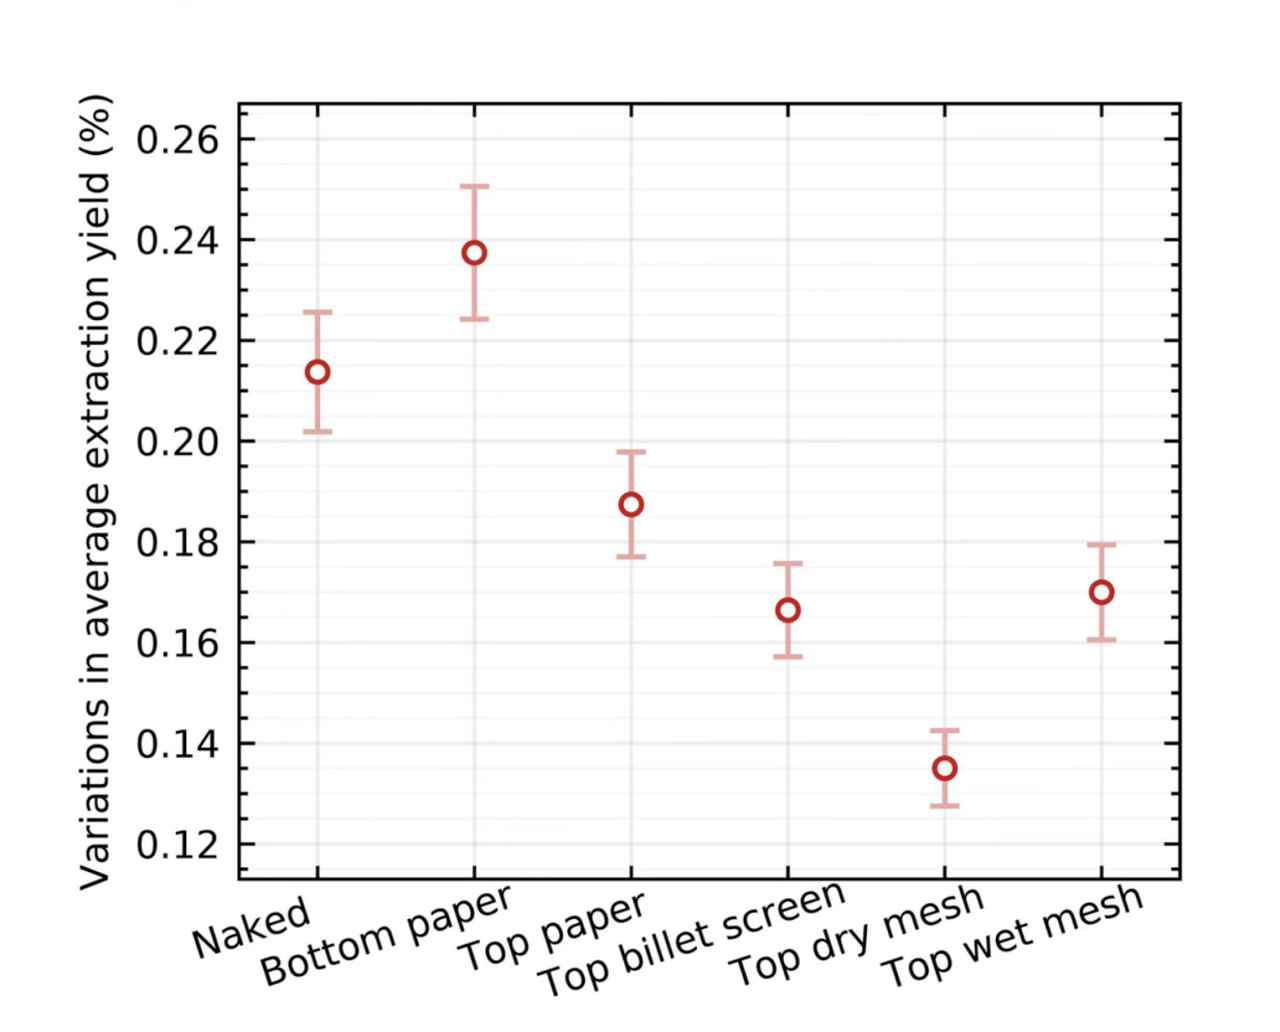 Variations in average extraction yield (%)
0.26
0.24
0.22
0.20
0.18
0.16
0.14
0.12
Naked
Bottom paper
Top paper
Top billet screen
Top dry mesh
Top wet mesh